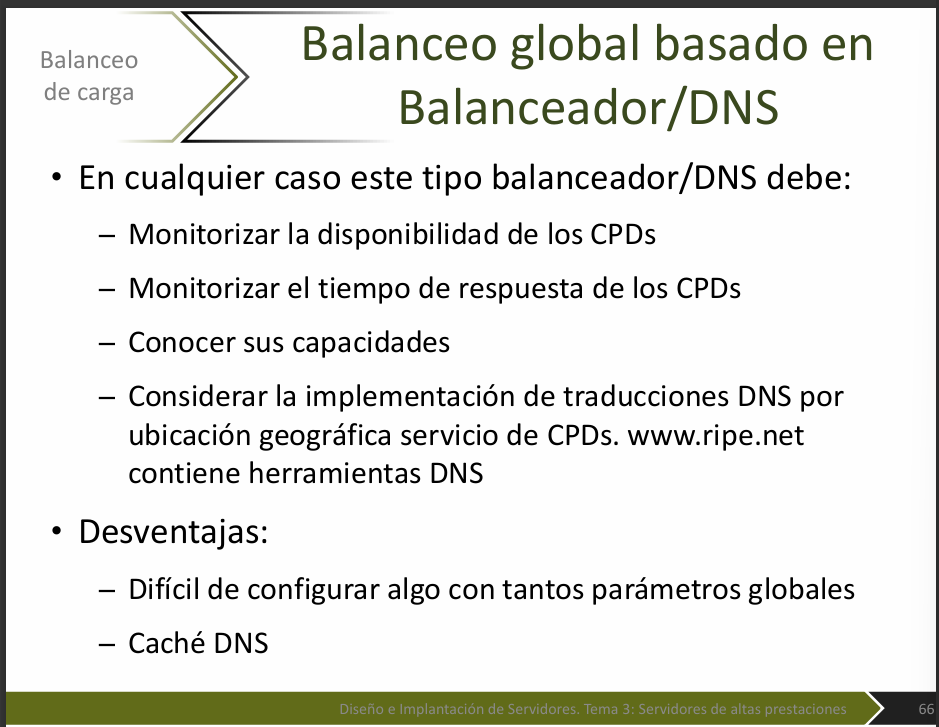 Balanceo
de carga
Balanceo global basado en
Balanceador/DNS
• En cualquier caso este tipo balanceador/DNS debe:
– Monitorizar la disponibilidad de los CPDs
– Monitorizar el tiempo de respuesta de los CPDs
– Conocer sus capacidades
– Considerar la implementación de traducciones DNS por
ubicación geográfica servicio de CPDs. www.ripe.net
contiene herramientas DNS
• Desventajas:
– Difícil de configurar algo con tantos parámetros globales
– Caché DNS
Diseño e Implantación de Servidores. Tema 3: Servidores de altas prestaciones
66